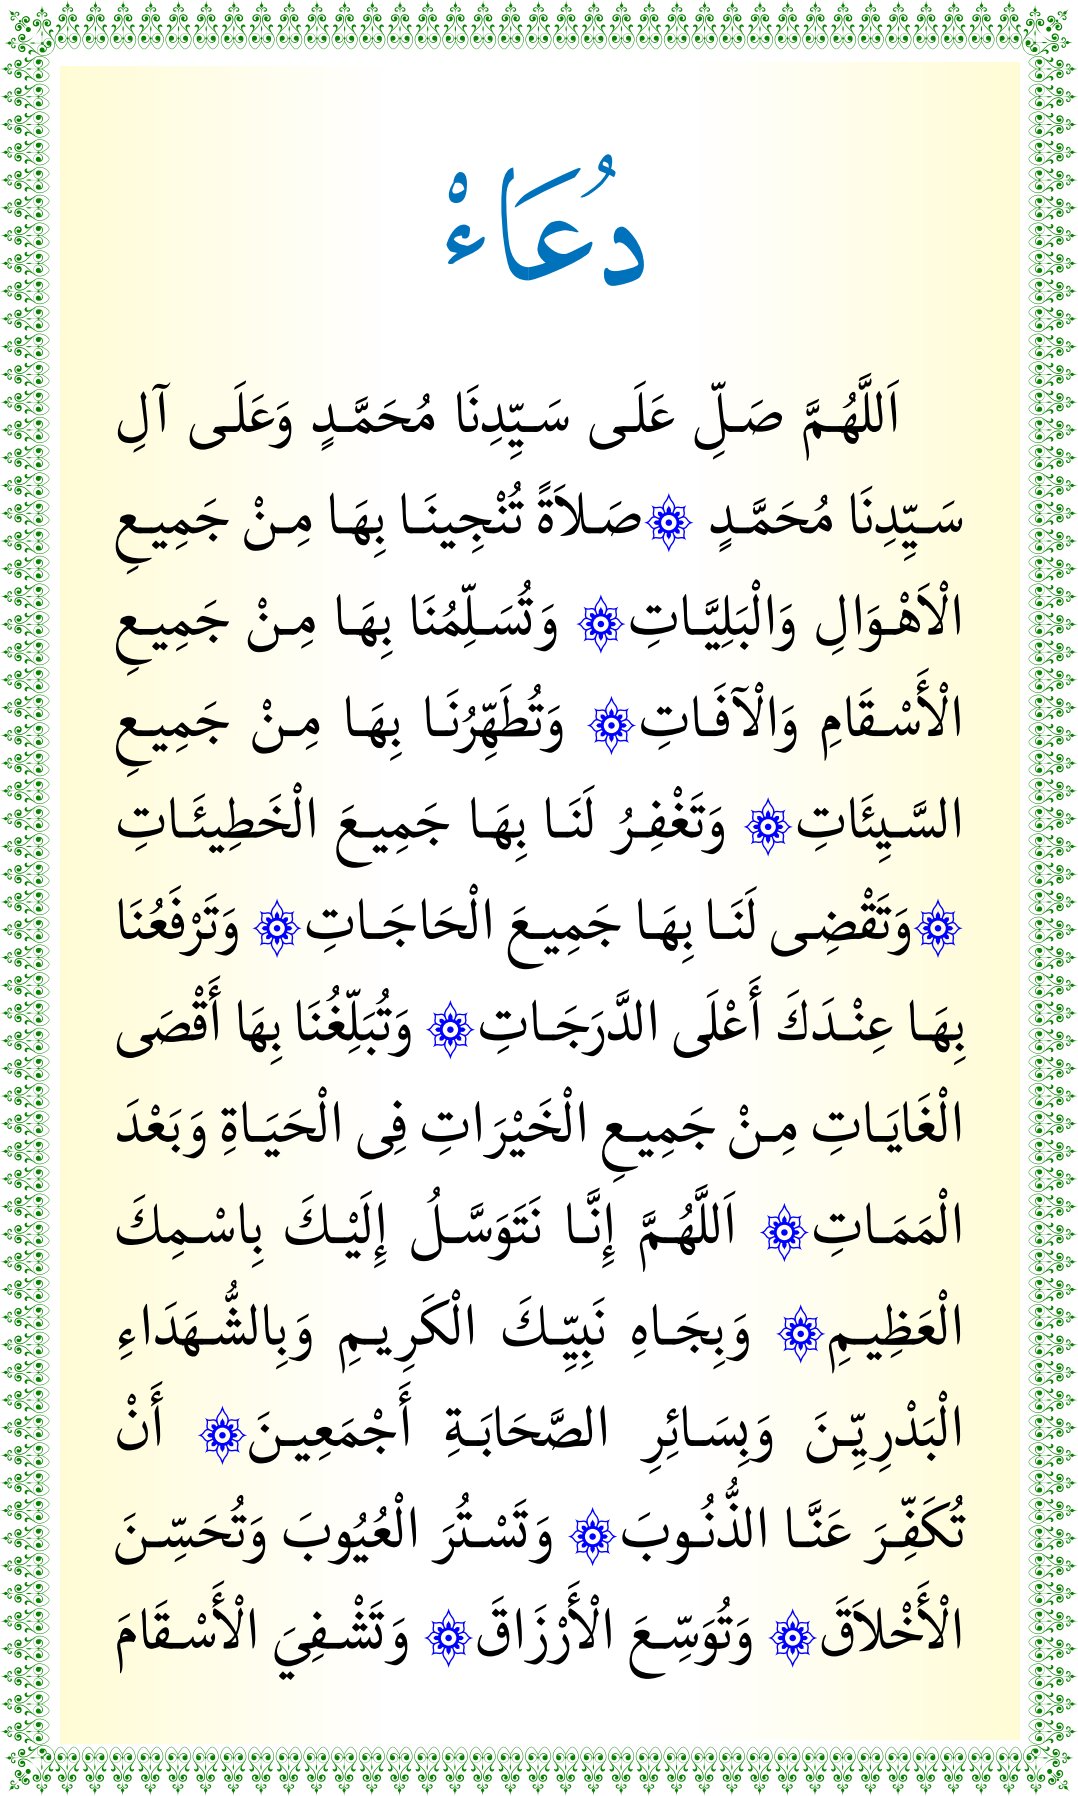 دُعَاءْ
اَللَّهُمَّ صَلِّ عَلَى سَيِّدِنَا مُحَمَّدٍ وَعَلَى آلِ
سَيِّدِنَا مُحَمَّدٍ ۞ صَلاَةً تُنْجِينَا بِهَا مِنْ جَمِيعِ
الْاَهْوَالِ وَالْبَلِيَّاتِ ۞ وَتُسَلِّمُنَا بِهَا مِنْ جَمِيعِ
الْأَسْقَامِ وَالْآفَاتِ ۞ وَتُطَهِّرُنَا بِهَا مِنْ جَمِيعِ
السَّيِئَاتِ ۞ وَتَغْفِرُ لَنَا بِهَا جَمِيعَ الْخَطِيئَاتِ
۞ وَتَقْضِى لَنَا بِهَا جَمِيعَ الْحَاجَاتِ ۞ وَتَرْفَعُنَا
بِهَا عِنْدَكَ أَعْلَى الدَّرَجَاتِ ۞ وَتُبَلِّغُنَا بِهَا أَقْصَى
الْغَايَاتِ مِنْ جَمِيعِ الْخَيْرَاتِ فِى الْحَيَاةِ وَبَعْدَ
الْمَمَاتِ ۞ اَللَّهُمَّ إِنَّا نَتَوَسَّلُ إِلَيْكَ بِاسْمِكَ
الْعَظِيمِ ۞ وَبِجَاهِ نَبِيِّكَ الْكَرِيمِ وَبِالشُّهَدَاءِ
الْبَدْرِيِّنَ وَبِسَائِرِ الصَّحَابَةِ أَجْمَعِينَ ۞ أَنْ
تُكَفِّرَ عَنَّا الذُّنُوبَ ۞ وَتَسْتُرَ الْعُيُوبَ وَتُحَسِّنَ
الْأَخْلاَقَ ۞ وَتُوَسِّعَ الْأَرْزَاقَ ۞ وَتَشْفِيَ الْأَسْقَامَ